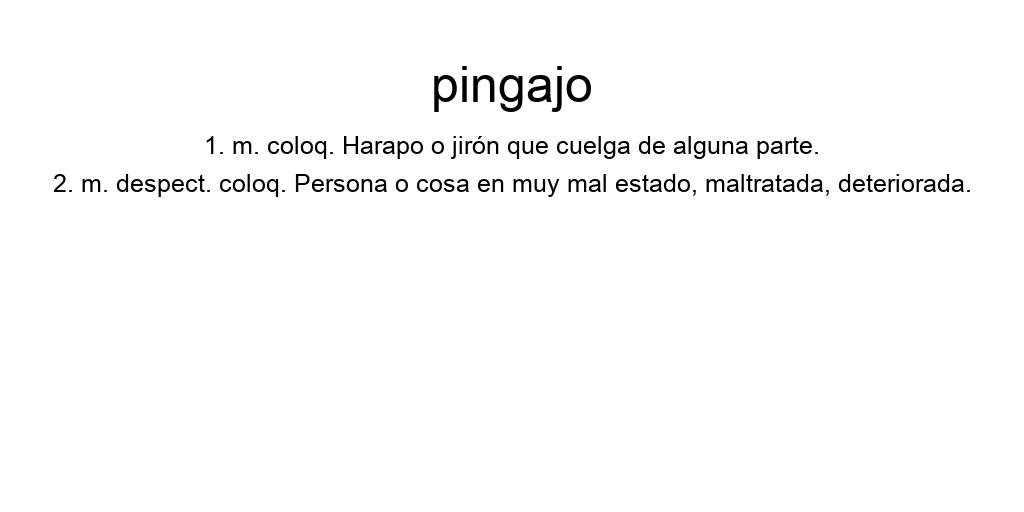 pingajo
1. m. coloq. Harapo o jirón que cuelga de alguna parte.
2. m. despect. coloq. Persona o cosa en muy mal estado, maltratada, deteriorada.